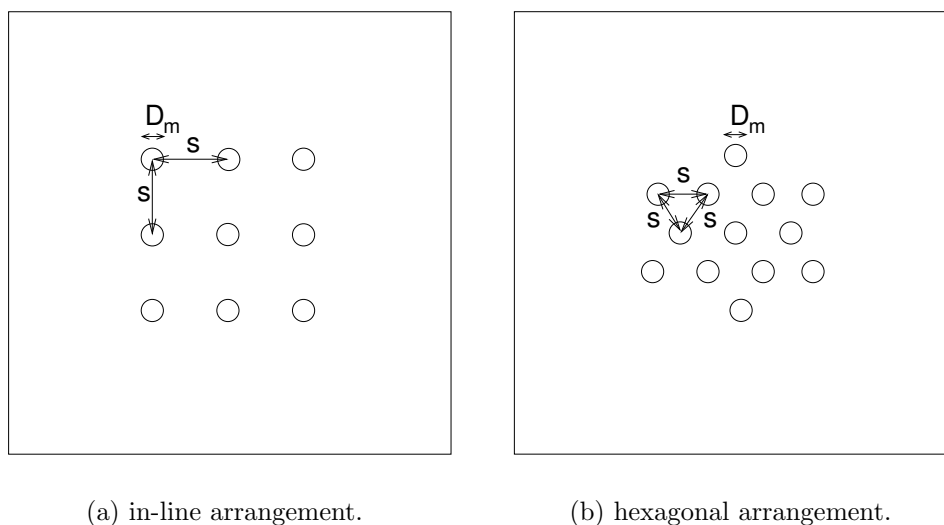 D_m
s
s
D_m
s
s
s
(a) in-line arrangement.
(b) hexagonal arrangement.